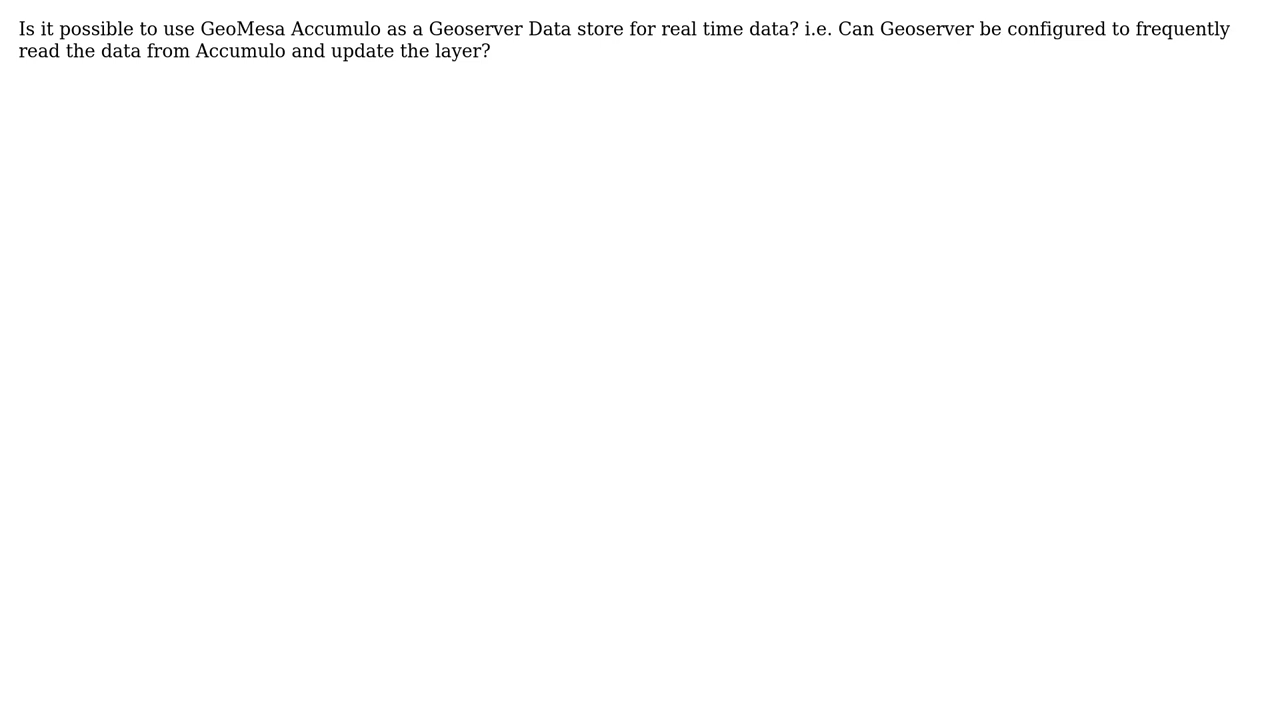 Is it possible to use GeoMesa Accumulo as a Geoserver Data store for real time data? i.e. Can Geoserver be configured to frequently
read the data from Accumulo and update the layer?